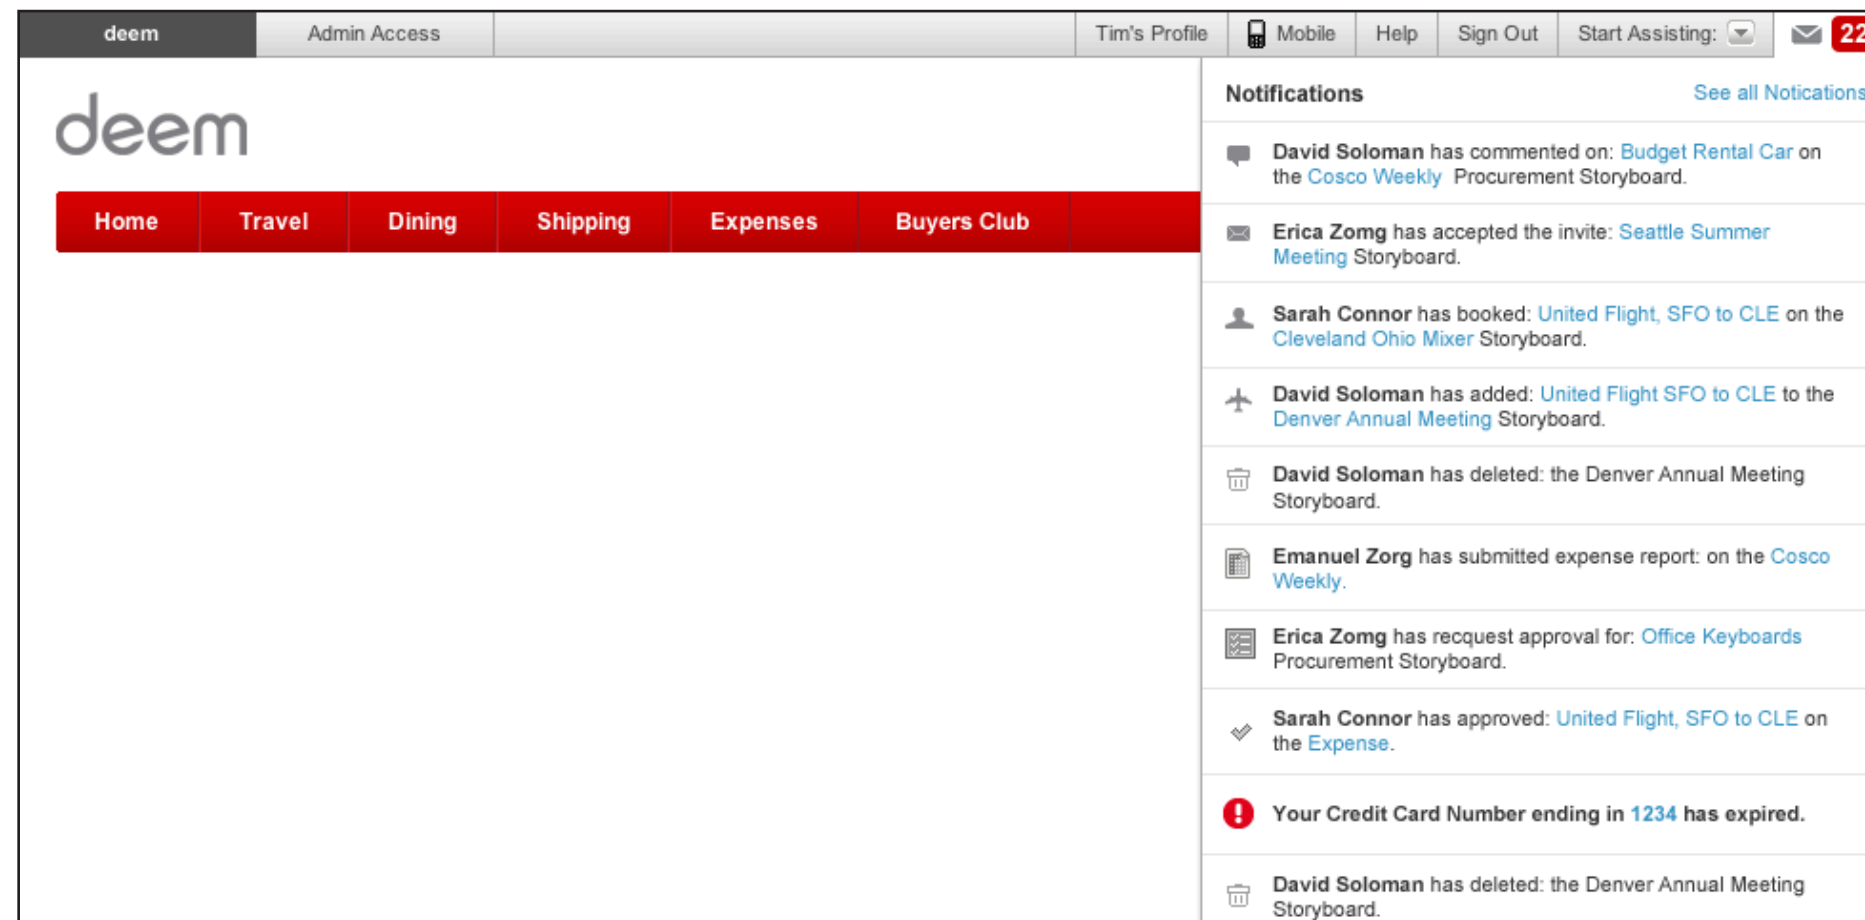 deem Admin Access Tim's Profile Mobile Help Sign Out Start Assisting: 22
deem
Home Travel Dining Shipping Expenses Buyers Club
Notifications See all Notications
David Soloman has commented on: Budget Rental Car on
the Cosco Weekly Procurement Storyboard.
Erica Zomg has accepted the invite: Seattle Summer
Meeting Storyboard.
Sarah Connor has booked: United Flight, SFO to CLE on the
Cleveland Ohio Mixer Storyboard.
David Soloman has added: United Flight SFO to CLE to the
Denver Annual Meeting Storyboard.
David Soloman has deleted: the Denver Annual Meeting
Storyboard.
Emanuel Zorg has submitted expense report: on the Cosco
Weekly.
Erica Zomg has recquest approval for: Office Keyboards
Procurement Storyboard.
Sarah Connor has approved: United Flight, SFO to CLE on
the Expense.
Your Credit Card Number ending in 1234 has expired.
David Soloman has deleted: the Denver Annual Meeting
Storyboard.